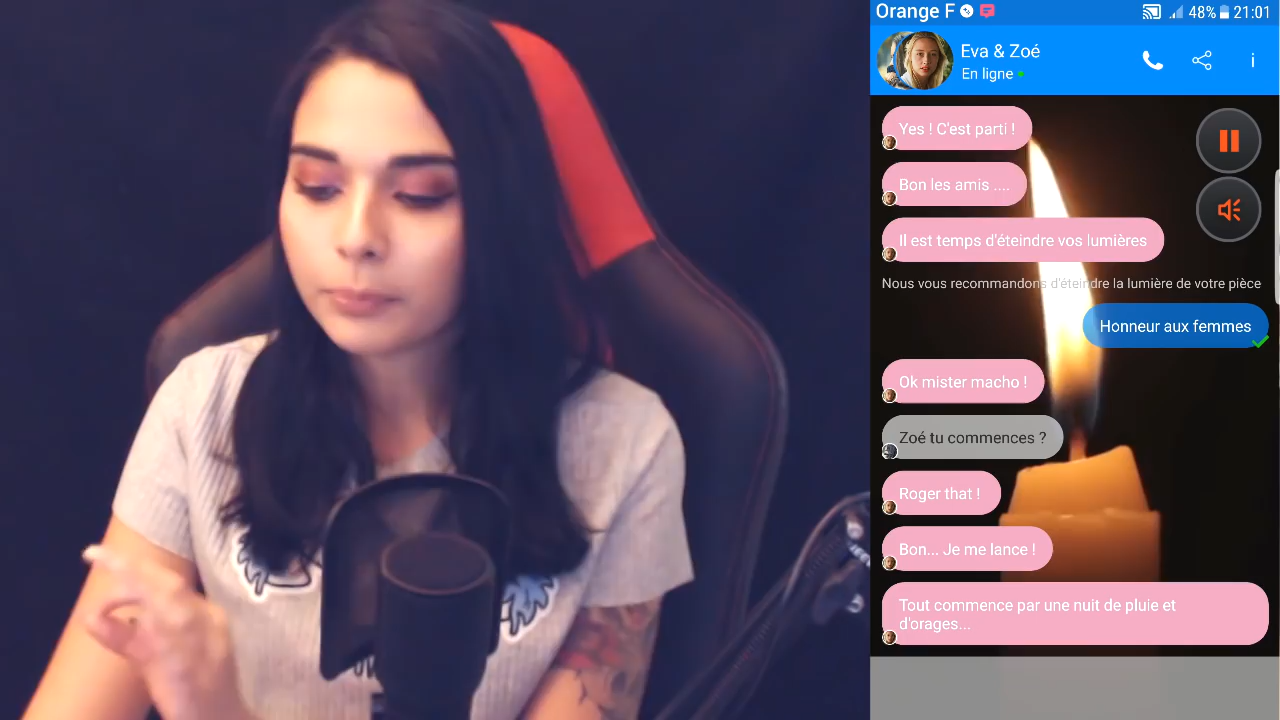 Orange F 48% 21:01
Eva & Zoé
En ligne
Yes ! C'est parti !
Bon les amis ....
Il est temps d'éteindre vos lumières
Nous vous recommandons d'éteindre la lumière de votre pièce
Honneur aux femmes
Ok mister macho !
Zoé tu commences ?
Roger that !
Bon... Je me lance !
Tout commence par une nuit de pluie et
d'orages...